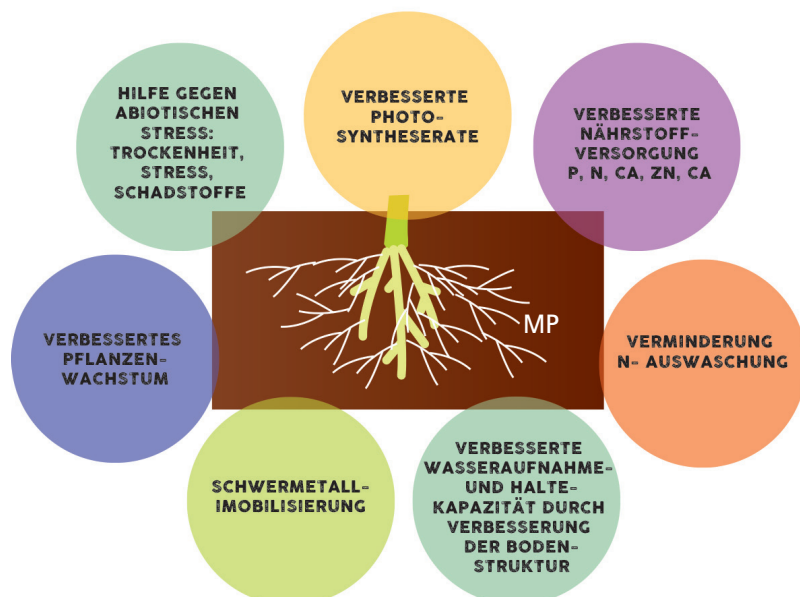 HILFE GEGEN
ABIOTISCHEN
STRESS:
TROCKENHEIT,
STRESS,
SCHADSTOFFE
VERBESSERTE
PHOTO-
SYNTHESERATE
VERBESSERTE
NÄHRSTOFF-
VERSORGUNG
P, N, CA, ZN, CA
VERBESSERTES
PFLANZEN-
WACHSTUM
MP
VERMINDERUNG
N- AUSWASCHUNG
SCHWERMETALL-
IMOBILISIERUNG
VERBESSERTE
WASSERAUFNAHME-
UND HALTE-
KAPAZITÄT DURCH
VERBESSERUNG
DER BODEN-
STRUKTUR